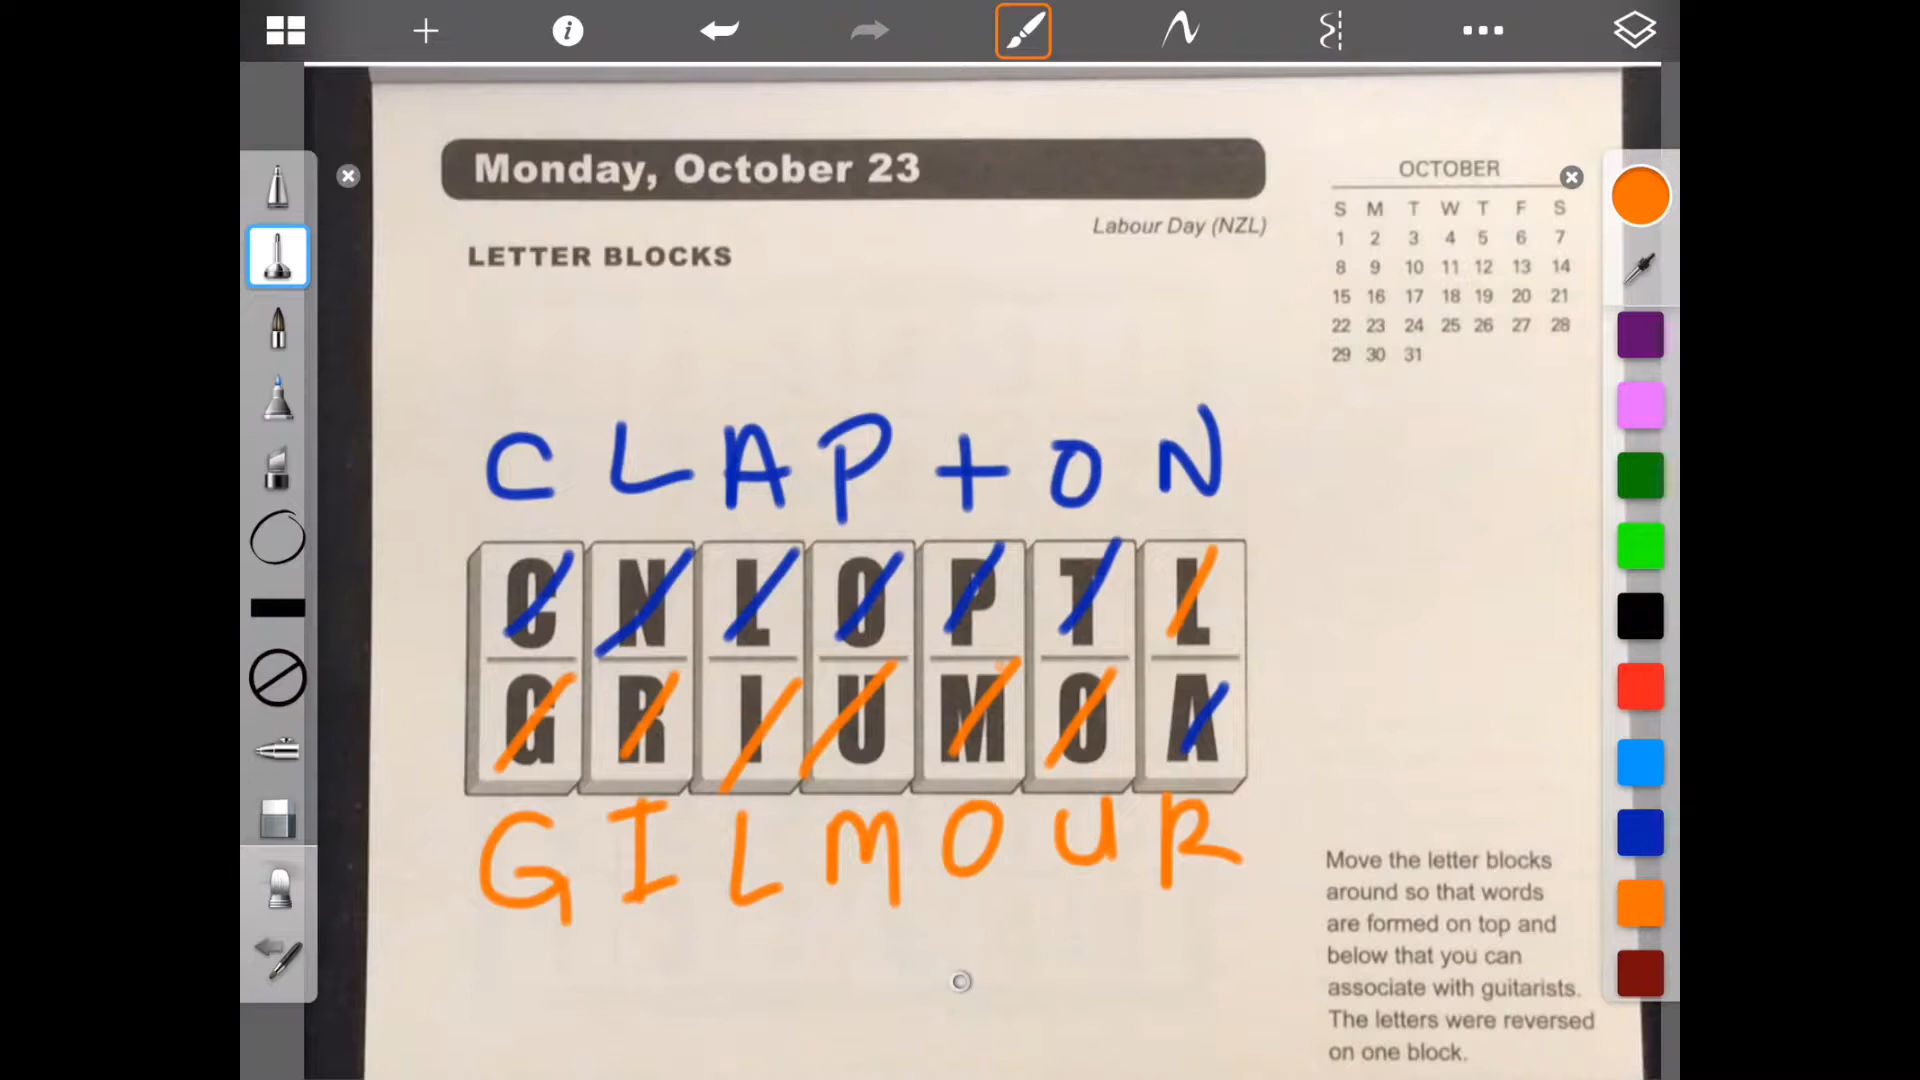 Monday, October 23
Labour Day (NZL)
LETTER BLOCKS
OCTOBER
S M T W T F S
1 2 3 4 5 6 7
8 9 10 11 12 13 14
15 16 17 18 19 20 21
22 23 24 25 26 27 28
29 30 31
CLAPTON
C N L O P T L
G R I U M O A
GILMOUR
Move the letter blocks
around so that words
are formed on top and
below that you can
associate with guitarists.
The letters were reversed
on one block.